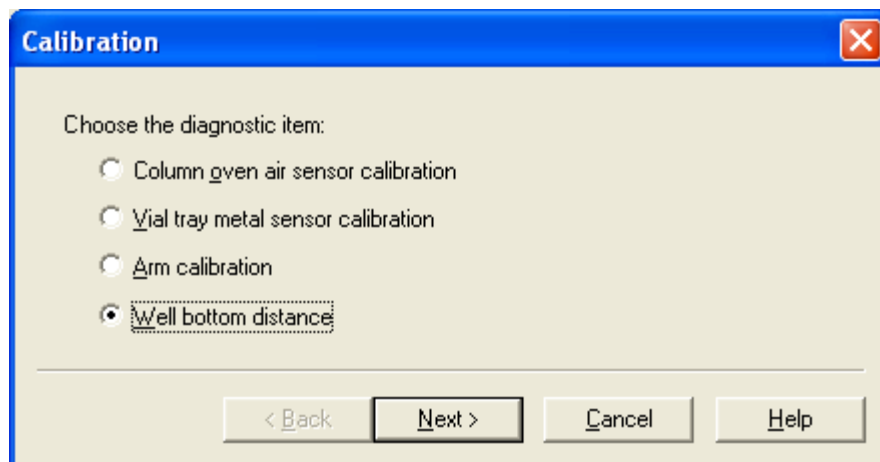 Calibration
Choose the diagnostic item:
Column oven air sensor calibration
Vial tray metal sensor calibration
Arm calibration
Well bottom distance
< Back Next > Cancel Help